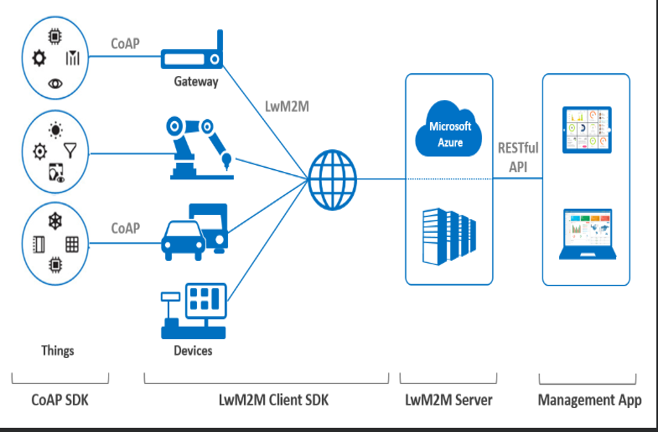 CoAP
Gateway
LwM2M
Microsoft
Azure
RESTful
API
CoAP
Things
Devices
CoAP SDK
LwM2M Client SDK
LwM2M Server
Management App